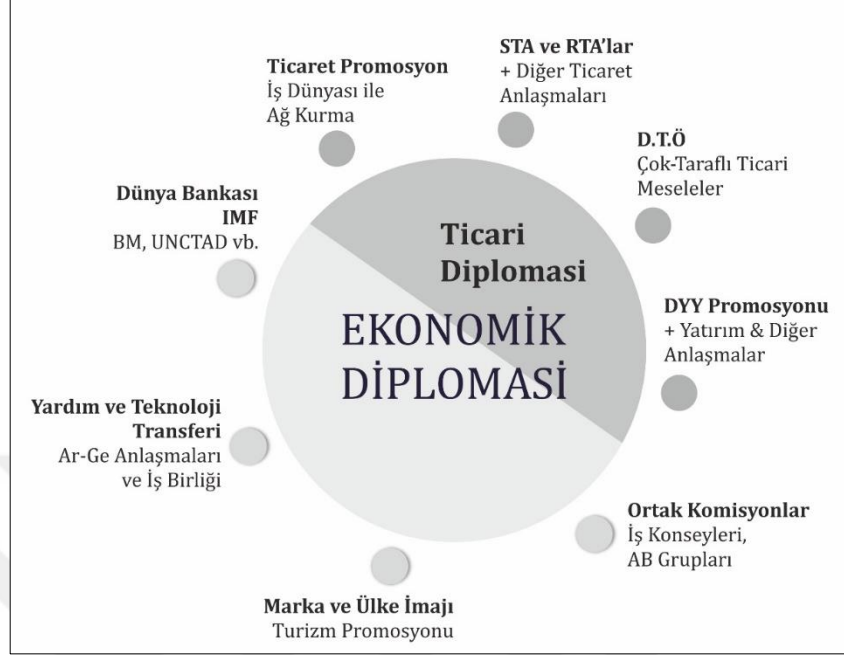 STA ve RTA'lar
+ Diğer Ticaret
Anlaşmaları
Ticaret Promosyon
İş Dünyası ile
Ağ Kurma
D.T.Ö
Çok-Taraflı Ticari
Meseleler
Dünya Bankası
IMF
BM, UNCTAD vb.
Ticari
Diplomasi
EKONOMİK
DİPLOMASİ
DYY Promosyonu
+ Yatırım & Diğer
Anlaşmalar
Yardım ve Teknoloji
Transferi
Ar-Ge Anlaşmaları
ve İş Birliği
Ortak Komisyonlar
İş Konseyleri,
AB Grupları
Marka ve Ülke İmajı
Turizm Promosyonu